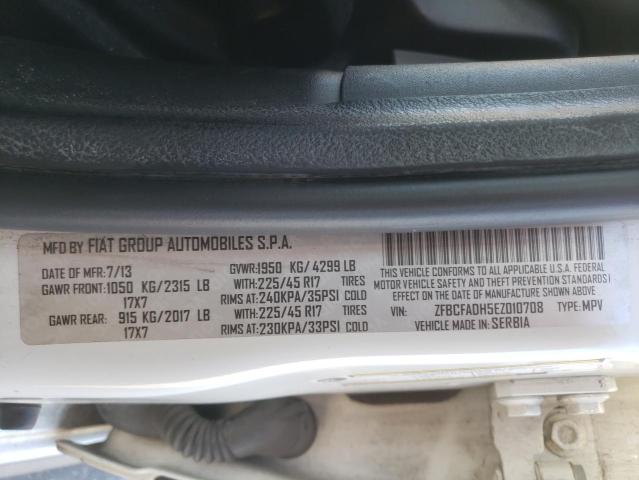 MFD BY FIAT GROUP AUTOMOBILES S.P.A.
DATE OF MFR:7/13 GVWR:1950 KG/ 4299 LB
GAWR FRONT:1050 KG/2315 LB WITH:225/45 R17
17X7 RIMS AT:240KPA/35PSI COLD
GAWR REAR: 915 KG/2017 LB WITH:225/45 R17
17X7 RIMS AT:230KPA/33PSI COLD
THIS VEHICLE CONFORMS TO ALL APPLICABLE U.S.A. FEDERAL
MOTOR VEHICLE SAFETY AND THEFT PREVENTION STANDARDS
IN EFFECT ON THE DATE OF MANUFACTURE SHOWN ABOVE.
VIN: ZFBCFADH5EZ010708 TYPE: MPV
VEHICLE MADE IN SERBIA